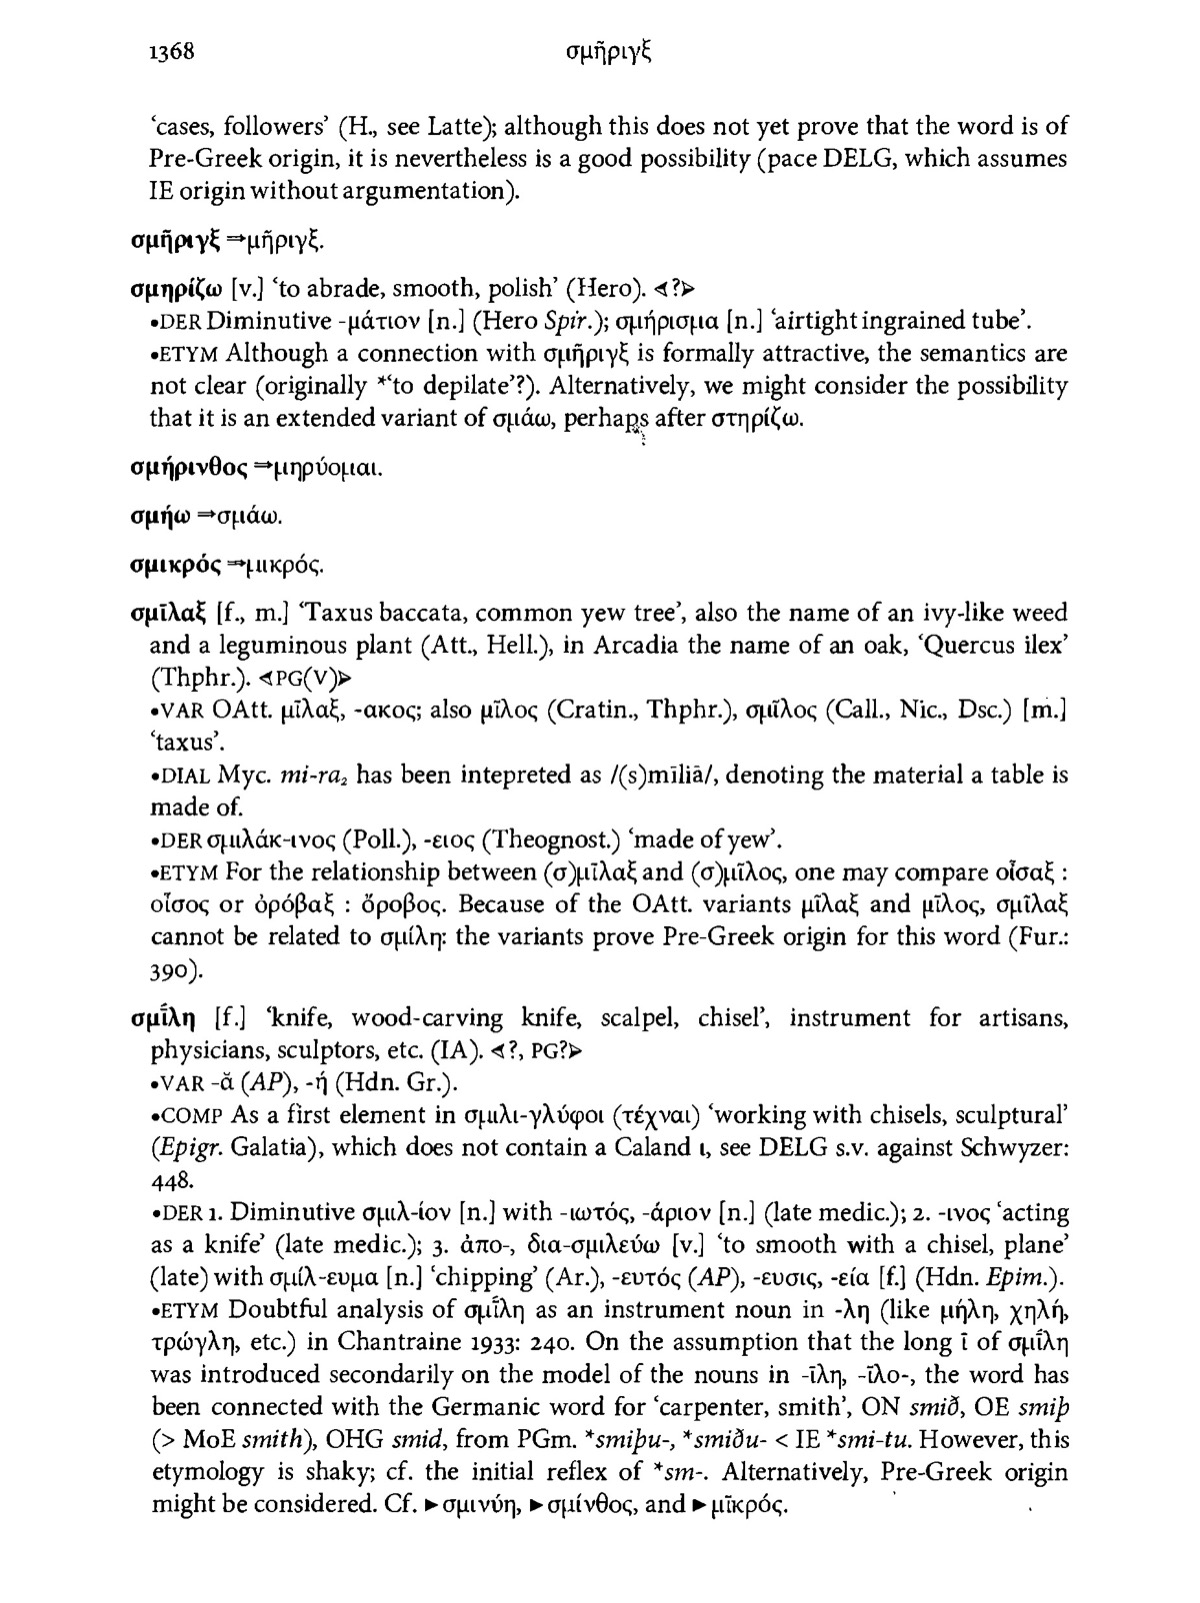 1368
σμῆριγξ
‘cases, followers’ (H., see Latte); although this does not yet prove that the word is of
Pre-Greek origin, it is nevertheless is a good possibility (pace DELG, which assumes
IE origin without argumentation).
σμῆριγξ ⇒μῆριγξ.
σμηρίζω [v.] ‘to abrade, smooth, polish’ (Hero). ⋖?⋗
•DER Diminutive -μάτιον [n.] (Hero Spir.); σμήρισμα [n.] ‘airtight ingrained tube’.
•ETYM Although a connection with σμῆριγξ is formally attractive, the semantics are
not clear (originally *‘to depilate’?). Alternatively, we might consider the possibility
that it is an extended variant of σμάω, perhaps after στηρίζω.
σμήρινθος ⇒μηρύομαι.
σμήω ⇒σμάω.
σμικρός ⇒μικρός.
σμῖλαξ [f., m.] ‘Taxus baccata, common yew tree’, also the name of an ivy-like weed
and a leguminous plant (Att., Hell.), in Arcadia the name of an oak, ‘Quercus ilex’
(Thphr.). ⋖PG(V)⋗
•VAR OAtt. μῖλαξ, -ακος; also μῖλος (Cratin., Thphr.), σμῖλος (Call., Nic., Dsc.) [m.]
‘taxus’.
•DIAL Myc. mi-ra₂ has been intepreted as /(s)mīliā/, denoting the material a table is
made of.
•DER σμιλάκ-ινος (Poll.), -ειος (Theognost.) ‘made of yew’.
•ETYM For the relationship between (σ)μῖλαξ and (σ)μῖλος, one may compare οἶσαξ :
οἶσος or ὀρόβαξ : ὄροβος. Because of the OAtt. variants μῖλαξ and μῖλος, σμῖλαξ
cannot be related to σμίλη: the variants prove Pre-Greek origin for this word (Fur.:
390).
σμῑ́λη [f.] ‘knife, wood-carving knife, scalpel, chisel’, instrument for artisans,
physicians, sculptors, etc. (IA). ⋖?, PG?⋗
•VAR -ᾰ (AP), -ή (Hdn. Gr.).
•COMP As a first element in σμιλι-γλύφοι (τέχναι) ‘working with chisels, sculptural’
(Epigr. Galatia), which does not contain a Caland ι, see DELG s.v. against Schwyzer:
448.
•DER 1. Diminutive σμιλ-ίον [n.] with -ιωτός, -άριον [n.] (late medic.); 2. -ινος ‘acting
as a knife’ (late medic.); 3. ἀπο-, δια-σμιλεύω [v.] ‘to smooth with a chisel, plane’
(late) with σμίλ-ευμα [n.] ‘chipping’ (Ar.), -ευτός (AP), -ευσις, -εία [f.] (Hdn. Epim.).
•ETYM Doubtful analysis of σμῑ́λη as an instrument noun in -λη (like μήλη, χηλή,
τρώγλη, etc.) in Chantraine 1933: 240. On the assumption that the long ῑ of σμῑ́λη
was introduced secondarily on the model of the nouns in -ῑλη, -ῑλο-, the word has
been connected with the Germanic word for ‘carpenter, smith’, ON smið, OE smiþ
(> MoE smith), OHG smid, from PGm. *smiþu-, *smiðu- < IE *smi-tu. However, this
etymology is shaky; cf. the initial reflex of *sm-. Alternatively, Pre-Greek origin
might be considered. Cf. ►σμινύη, ►σμίνθος, and ►μῑκρός.